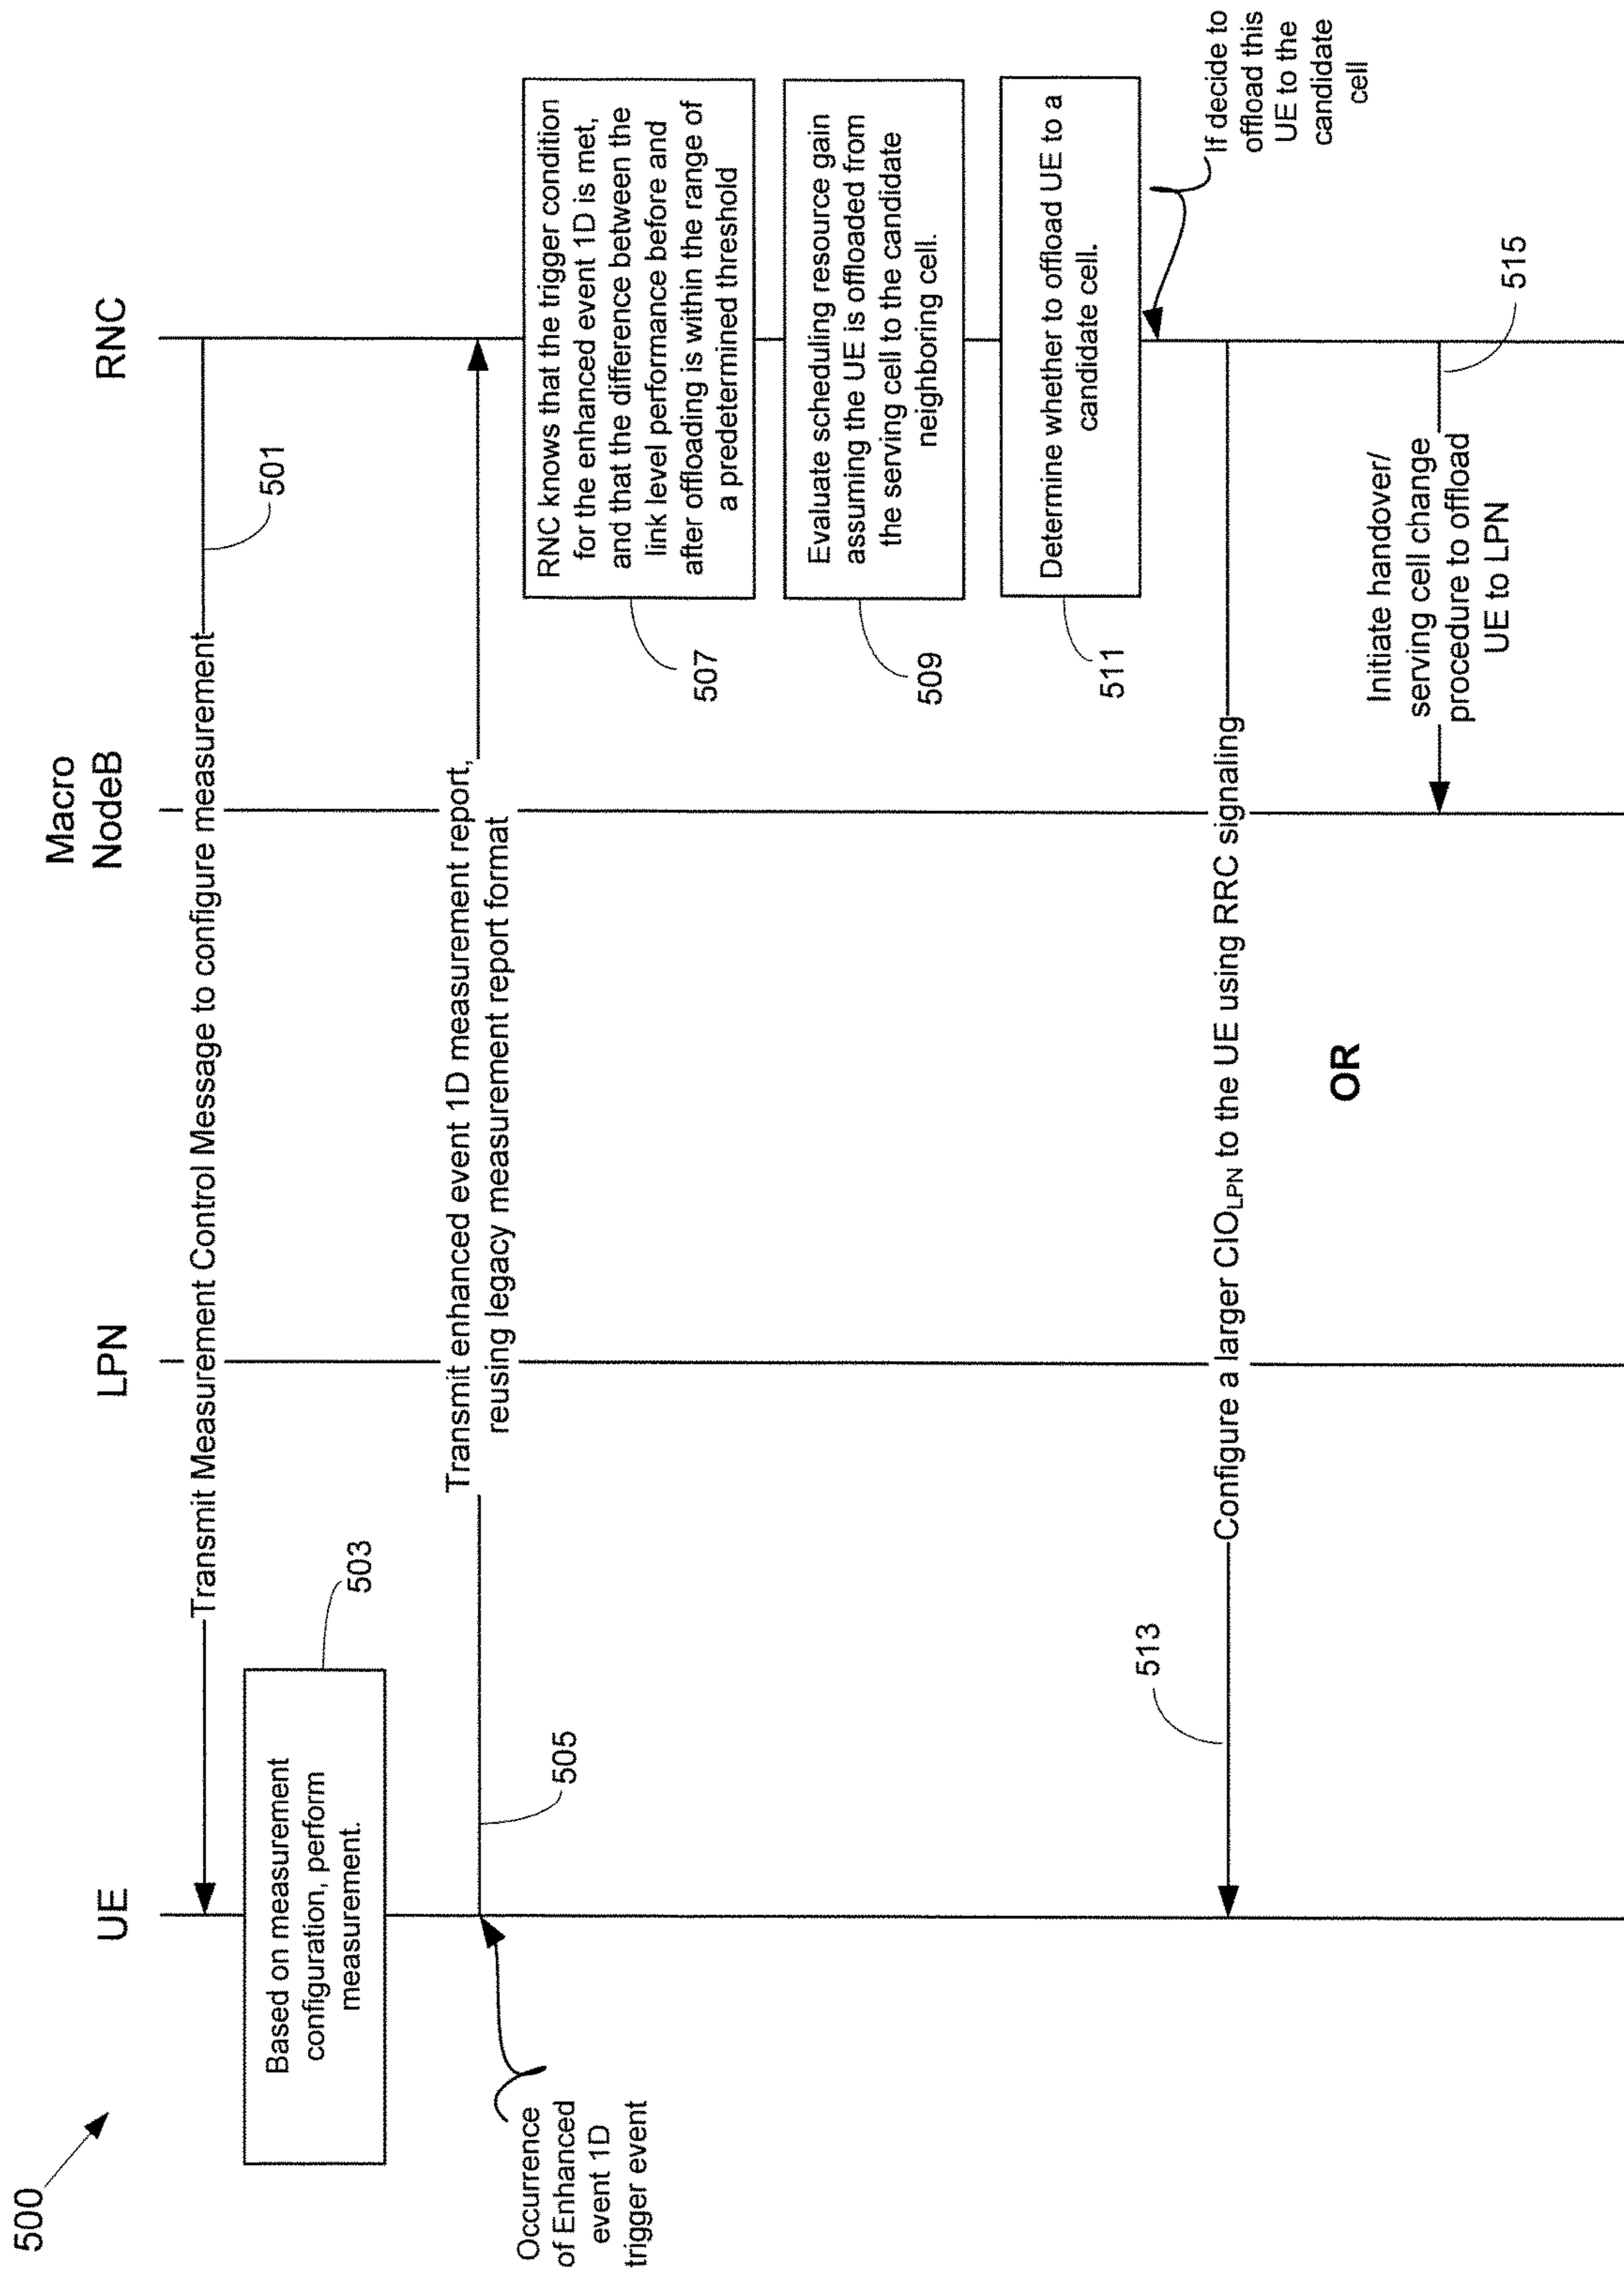 500
UE
LPN
Macro
NodeB
RNC
Transmit Measurement Control Message to configure measurement
501
Based on measurement
configuration, perform
measurement.
503
Occurrence
of Enhanced
event 1D
trigger event
Transmit enhanced event 1D measurement report,
reusing legacy measurement report format
505
RNC knows that the trigger condition
for the enhanced event 1D is met,
and that the difference between the
link level performance before and
after offloading is within the range of
a predetermined threshold
507
Evaluate scheduling resource gain
assuming the UE is offloaded from
the serving cell to the candidate
neighboring cell.
509
Determine whether to offload UE to a
candidate cell.
511
If decide to
offload this
UE to the
candidate
cell
513
Configure a larger CIOLPN to the UE using RRC signaling
OR
Initiate handover/
serving cell change
procedure to offload
UE to LPN
515